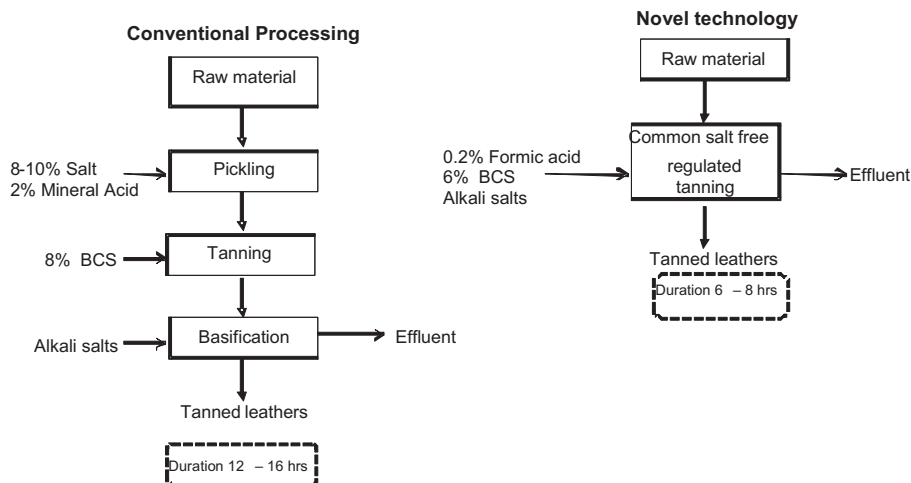 Conventional Processing
Raw material
8-10% Salt
2% Mineral Acid
Pickling
8% BCS
Tanning
Alkali salts
Basification
Effluent
Tanned leathers
Duration 12 – 16 hrs
Novel technology
Raw material
0.2% Formic acid
6% BCS
Alkali salts
Common salt free
regulated
tanning
Effluent
Tanned leathers
Duration 6 – 8 hrs